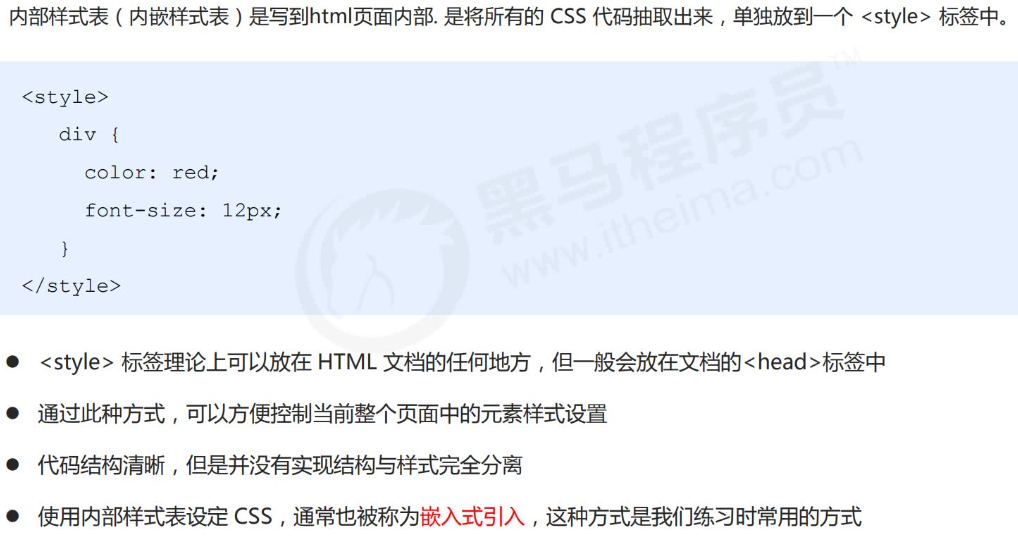 内部样式表（内嵌样式表）是写到html页面内部. 是将所有的 CSS 代码抽取出来，单独放到一个 <style> 标签中。
<style>
div {
color: red;
font-size: 12px;
}
</style>
黑马程序员TM
www.itheima.com
● <style> 标签理论上可以放在 HTML 文档的任何地方，但一般会放在文档的<head>标签中
● 通过此种方式，可以方便控制当前整个页面中的元素样式设置
● 代码结构清晰，但是并没有实现结构与样式完全分离
● 使用内部样式表设定 CSS，通常也被称为嵌入式引入，这种方式是我们练习时常用的方式